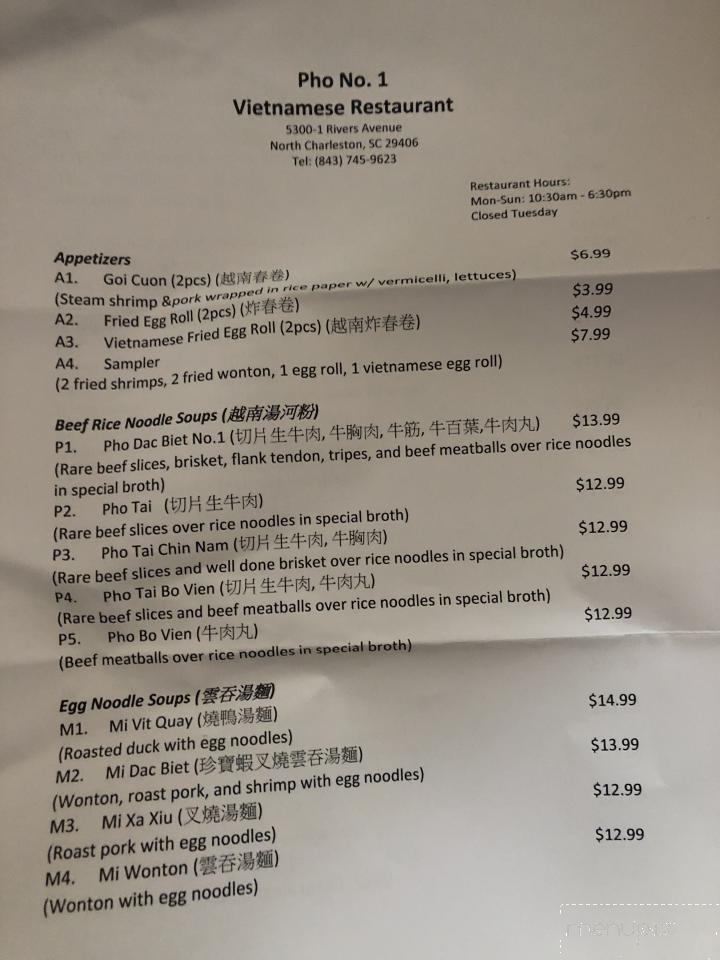 Pho No. 1
Vietnamese Restaurant
5300-1 Rivers Avenue
North Charleston, SC 29406
Tel: (843) 745-9623
Restaurant Hours:
Mon-Sun: 10:30am - 6:30pm
Closed Tuesday
Appetizers
A1. Goi Cuon (2pcs) (越南春卷) $6.99
(Steam shrimp &pork wrapped in rice paper w/ vermicelli, lettuces)
A2. Fried Egg Roll (2pcs) (炸春卷) $3.99
A3. Vietnamese Fried Egg Roll (2pcs) (越南炸春卷) $4.99
A4. Sampler $7.99
(2 fried shrimps, 2 fried wonton, 1 egg roll, 1 vietnamese egg roll)
Beef Rice Noodle Soups (越南湯河粉)
P1. Pho Dac Biet No.1 (切片生牛肉, 牛胸肉, 牛筋, 牛百葉,牛肉丸) $13.99
(Rare beef slices, brisket, flank tendon, tripes, and beef meatballs over rice noodles
in special broth)
P2. Pho Tai (切片生牛肉) $12.99
(Rare beef slices over rice noodles in special broth)
P3. Pho Tai Chin Nam (切片生牛肉, 牛胸肉) $12.99
(Rare beef slices and well done brisket over rice noodles in special broth)
P4. Pho Tai Bo Vien (切片生牛肉, 牛肉丸) $12.99
(Rare beef slices and beef meatballs over rice noodles in special broth)
P5. Pho Bo Vien (牛肉丸) $12.99
(Beef meatballs over rice noodles in special broth)
Egg Noodle Soups (雲吞湯麵)
M1. Mi Vit Quay (燒鴨湯麵) $14.99
(Roasted duck with egg noodles)
M2. Mi Dac Biet (珍寶蝦叉燒雲吞湯麵) $13.99
(Wonton, roast pork, and shrimp with egg noodles)
M3. Mi Xa Xiu (叉燒湯麵) $12.99
(Roast pork with egg noodles)
M4. Mi Wonton (雲吞湯麵) $12.99
(Wonton with egg noodles)